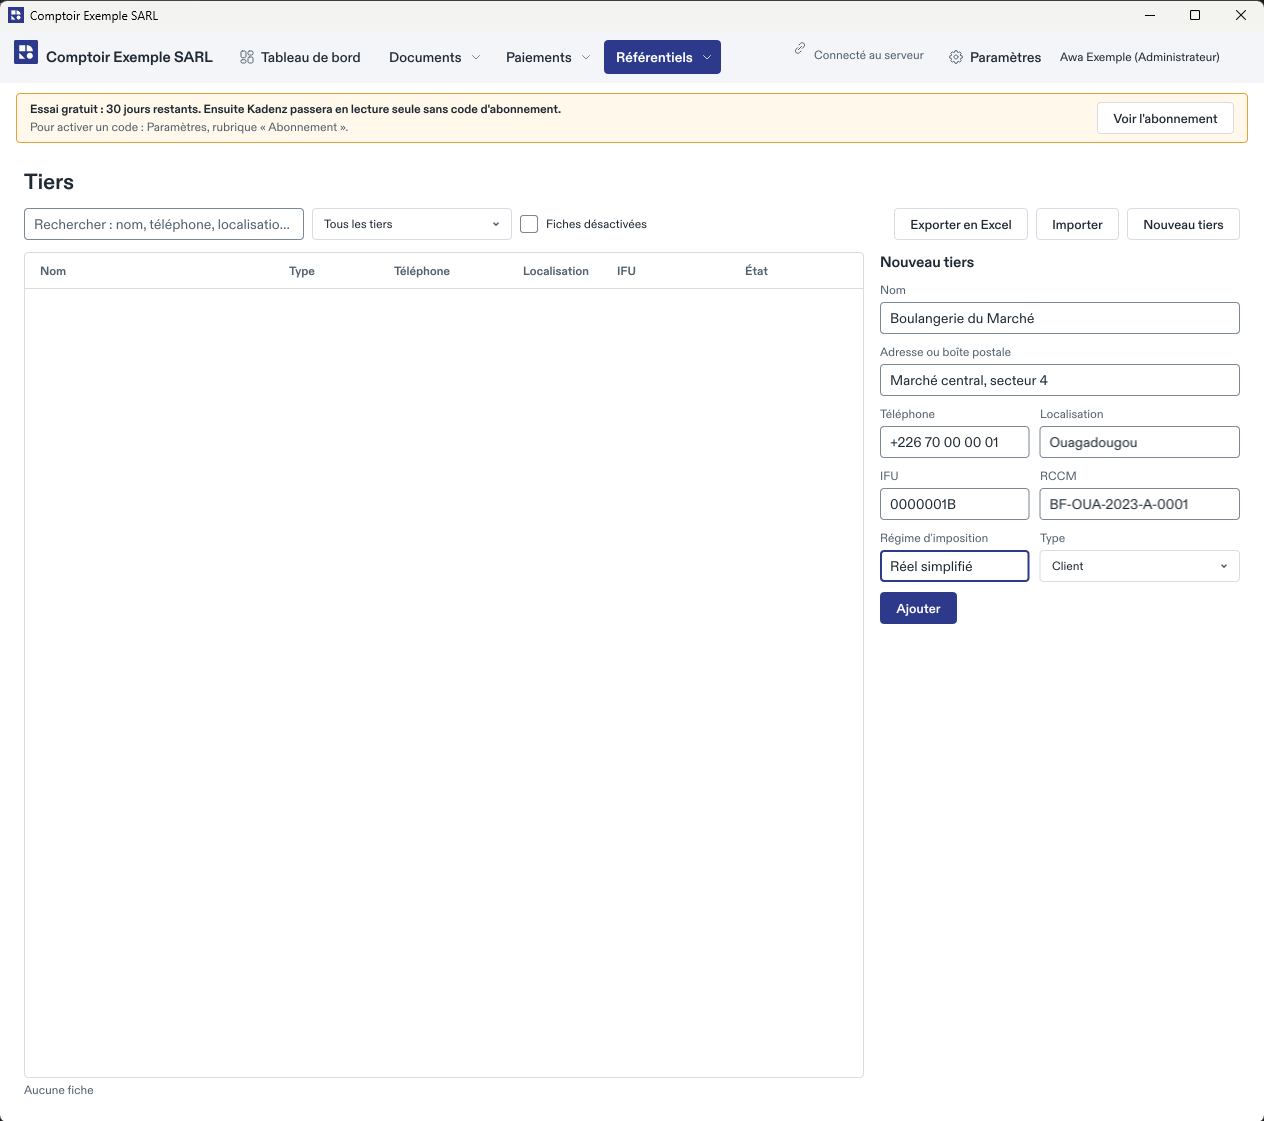 Comptoir Exemple SARL
Comptoir Exemple SARL
Tableau de bord
Documents
Paiements
Référentiels
Connecté au serveur
Paramètres
Awa Exemple (Administrateur)
Essai gratuit : 30 jours restants. Ensuite Kadenz passera en lecture seule sans code d'abonnement.
Pour activer un code : Paramètres, rubrique « Abonnement ».
Voir l'abonnement
Tiers
Rechercher : nom, téléphone, localisatio...
Tous les tiers
Fiches désactivées
Exporter en Excel
Importer
Nouveau tiers
Nom
Type
Téléphone
Localisation
IFU
État
Nouveau tiers
Nom
Boulangerie du Marché
Adresse ou boîte postale
Marché central, secteur 4
Téléphone
Localisation
+226 70 00 00 01
Ouagadougou
IFU
RCCM
0000001B
BF-OUA-2023-A-0001
Régime d'imposition
Type
Réel simplifié
Client
Ajouter
Aucune fiche